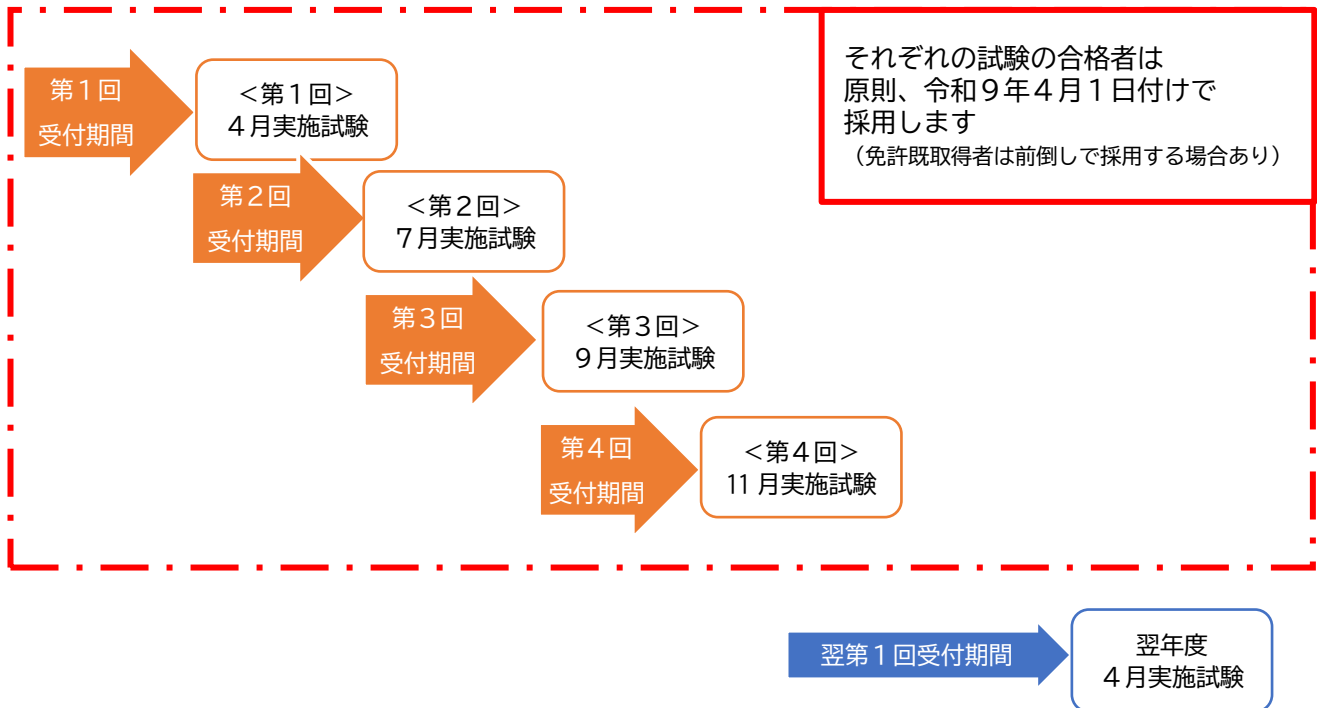 第１回
受付期間
＜第１回＞
４月実施試験
それぞれの試験の合格者は
原則、令和９年４月１日付けで
採用します
（免許既取得者は前倒しで採用する場合あり）
第２回
受付期間
＜第２回＞
７月実施試験
第３回
受付期間
＜第３回＞
９月実施試験
第４回
受付期間
＜第４回＞
11月実施試験
翌第１回受付期間
翌年度
４月実施試験